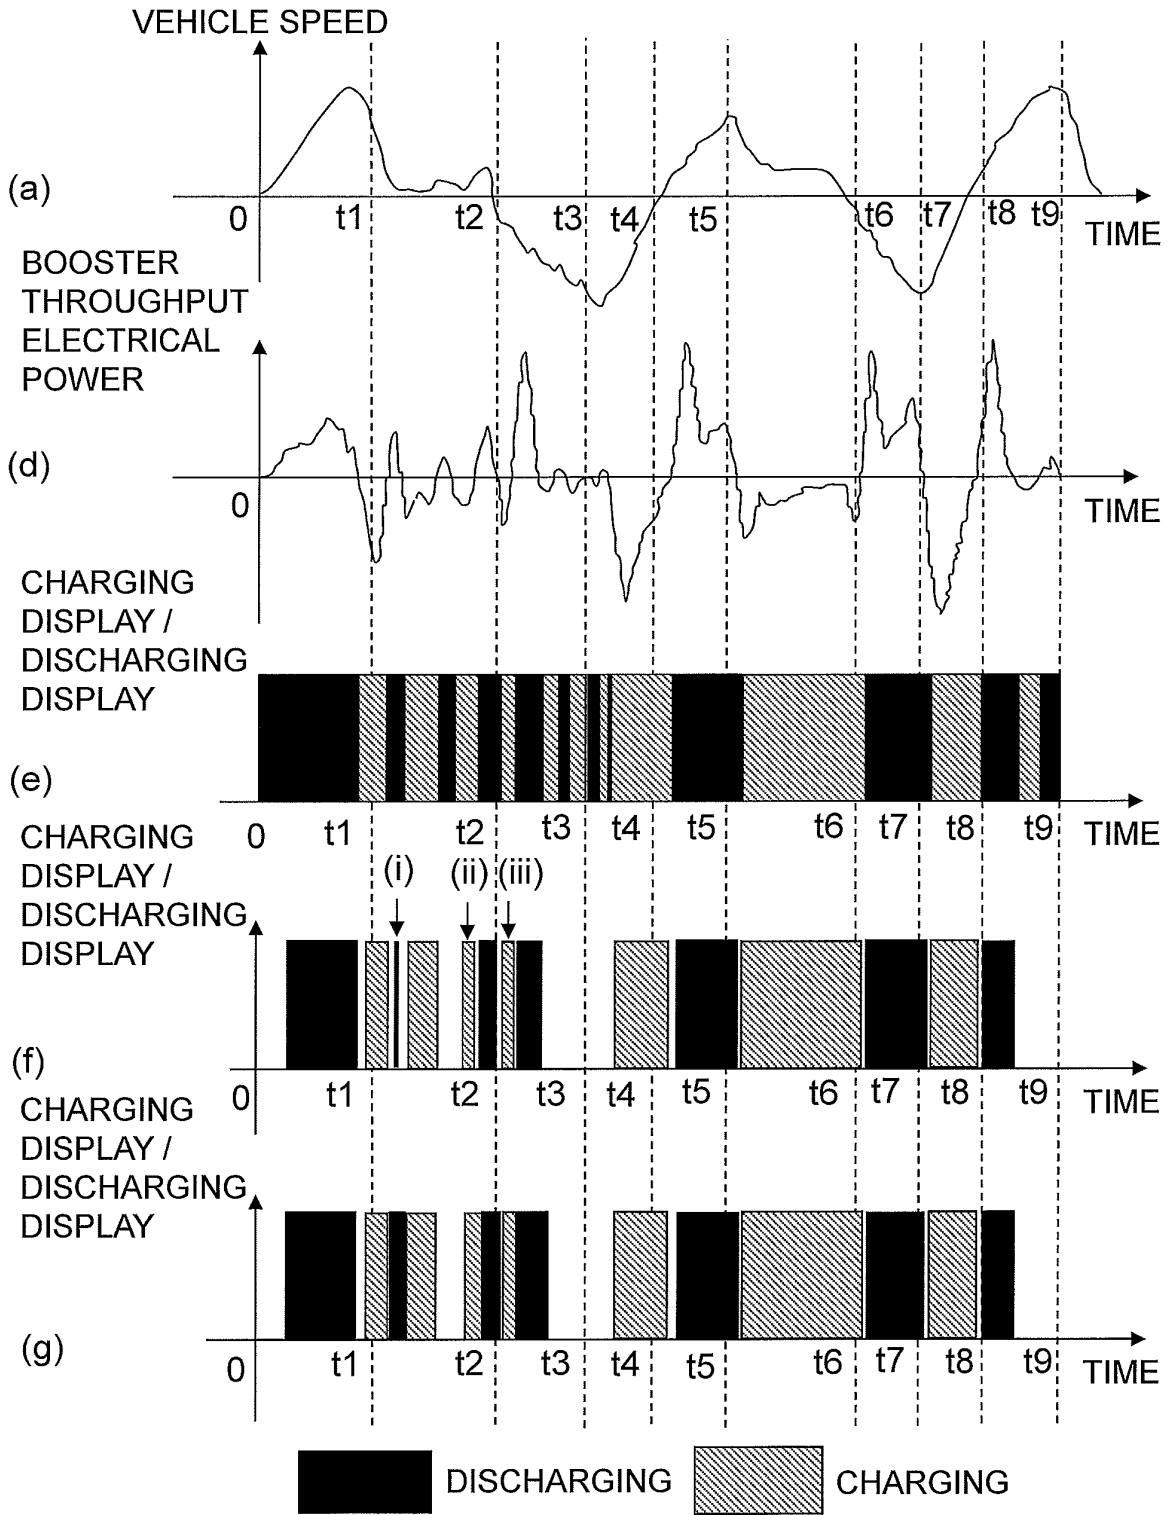 VEHICLE SPEED
(a)
0
t1
t2
t3
t4
t5
t6
t7
t8
t9
TIME
BOOSTER
THROUGHPUT
ELECTRICAL
POWER
(d)
0
TIME
CHARGING
DISPLAY /
DISCHARGING
DISPLAY
(e)
0
t1
t2
t3
t4
t5
t6
t7
t8
t9
TIME
CHARGING
DISPLAY /
DISCHARGING
DISPLAY
(i)
(ii)
(iii)
(f)
0
t1
t2
t3
t4
t5
t6
t7
t8
t9
TIME
CHARGING
DISPLAY /
DISCHARGING
DISPLAY
(g)
0
t1
t2
t3
t4
t5
t6
t7
t8
t9
TIME
DISCHARGING
CHARGING